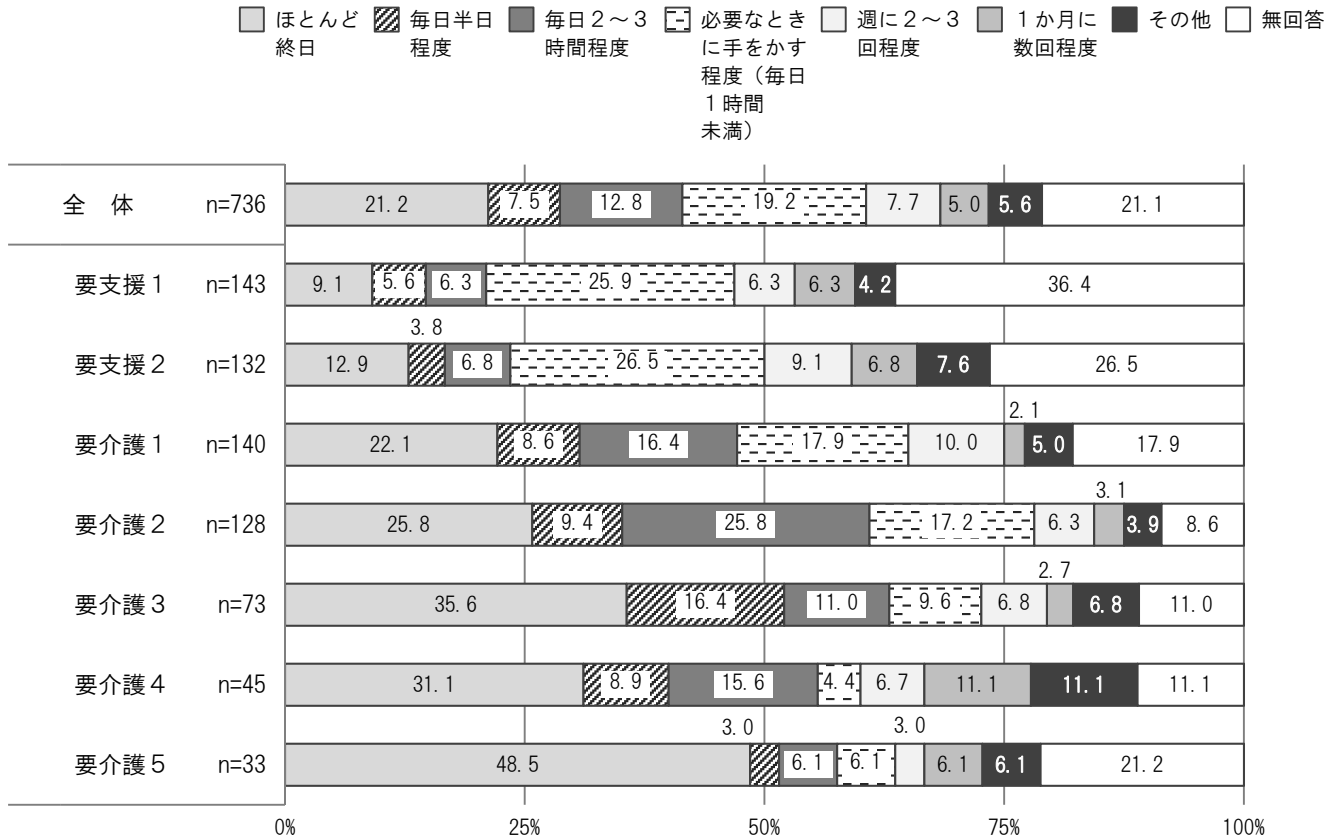 ほとんど
終日
毎日半日
程度
毎日２～３
時間程度
必要なとき
に手をかす
程度（毎日
１時間
未満）
週に２～３
回程度
１か月に
数回程度
その他
無回答
全　体 n=736 21.2 7.5 12.8 19.2 7.7 5.0 5.6 21.1
要支援１ n=143 9.1 5.6 6.3 25.9 6.3 6.3 4.2 36.4
3.8
要支援２ n=132 12.9 6.8 26.5 9.1 6.8 7.6 26.5
2.1
要介護１ n=140 22.1 8.6 16.4 17.9 10.0 5.0 17.9
3.1
要介護２ n=128 25.8 9.4 25.8 17.2 6.3 3.9 8.6
2.7
要介護３ n=73 35.6 16.4 11.0 9.6 6.8 6.8 11.0
要介護４ n=45 31.1 8.9 15.6 4.4 6.7 11.1 11.1 11.1
3.0 3.0
要介護５ n=33 48.5 6.1 6.1 6.1 6.1 21.2
0% 25% 50% 75% 100%